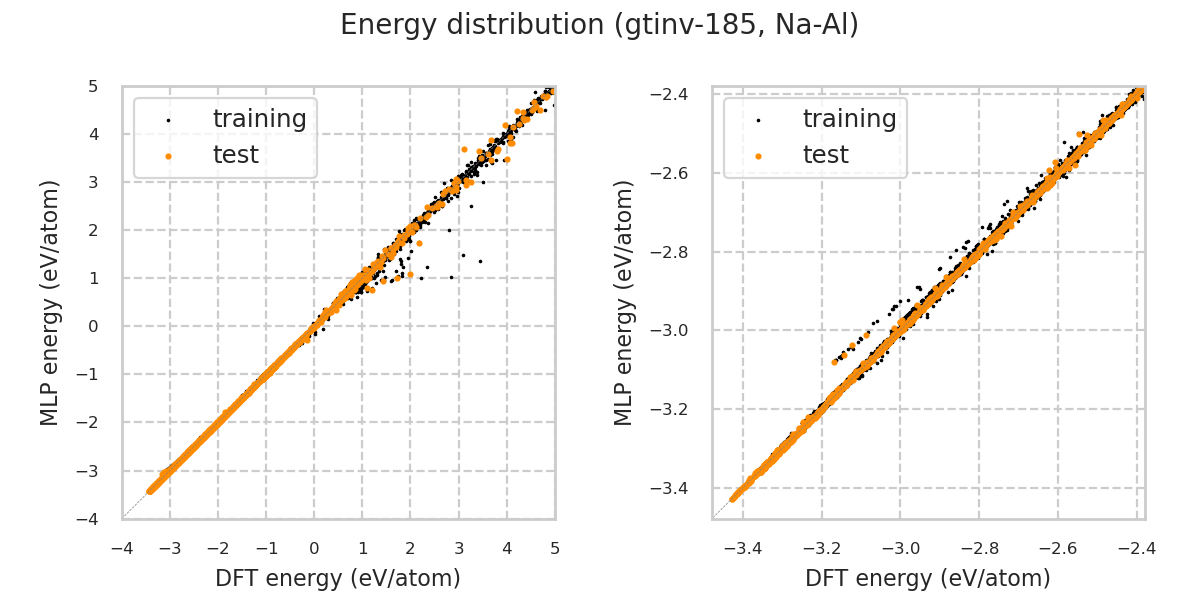 Energy distribution (gtinv-185, Na-Al)
training
test
MLP energy (eV/atom)
5
4
3
2
1
0
−1
−2
−3
−4
−4 −3 −2 −1 0 1 2 3 4 5
DFT energy (eV/atom)
training
test
MLP energy (eV/atom)
−2.4
−2.6
−2.8
−3.0
−3.2
−3.4
−3.4 −3.2 −3.0 −2.8 −2.6 −2.4
DFT energy (eV/atom)